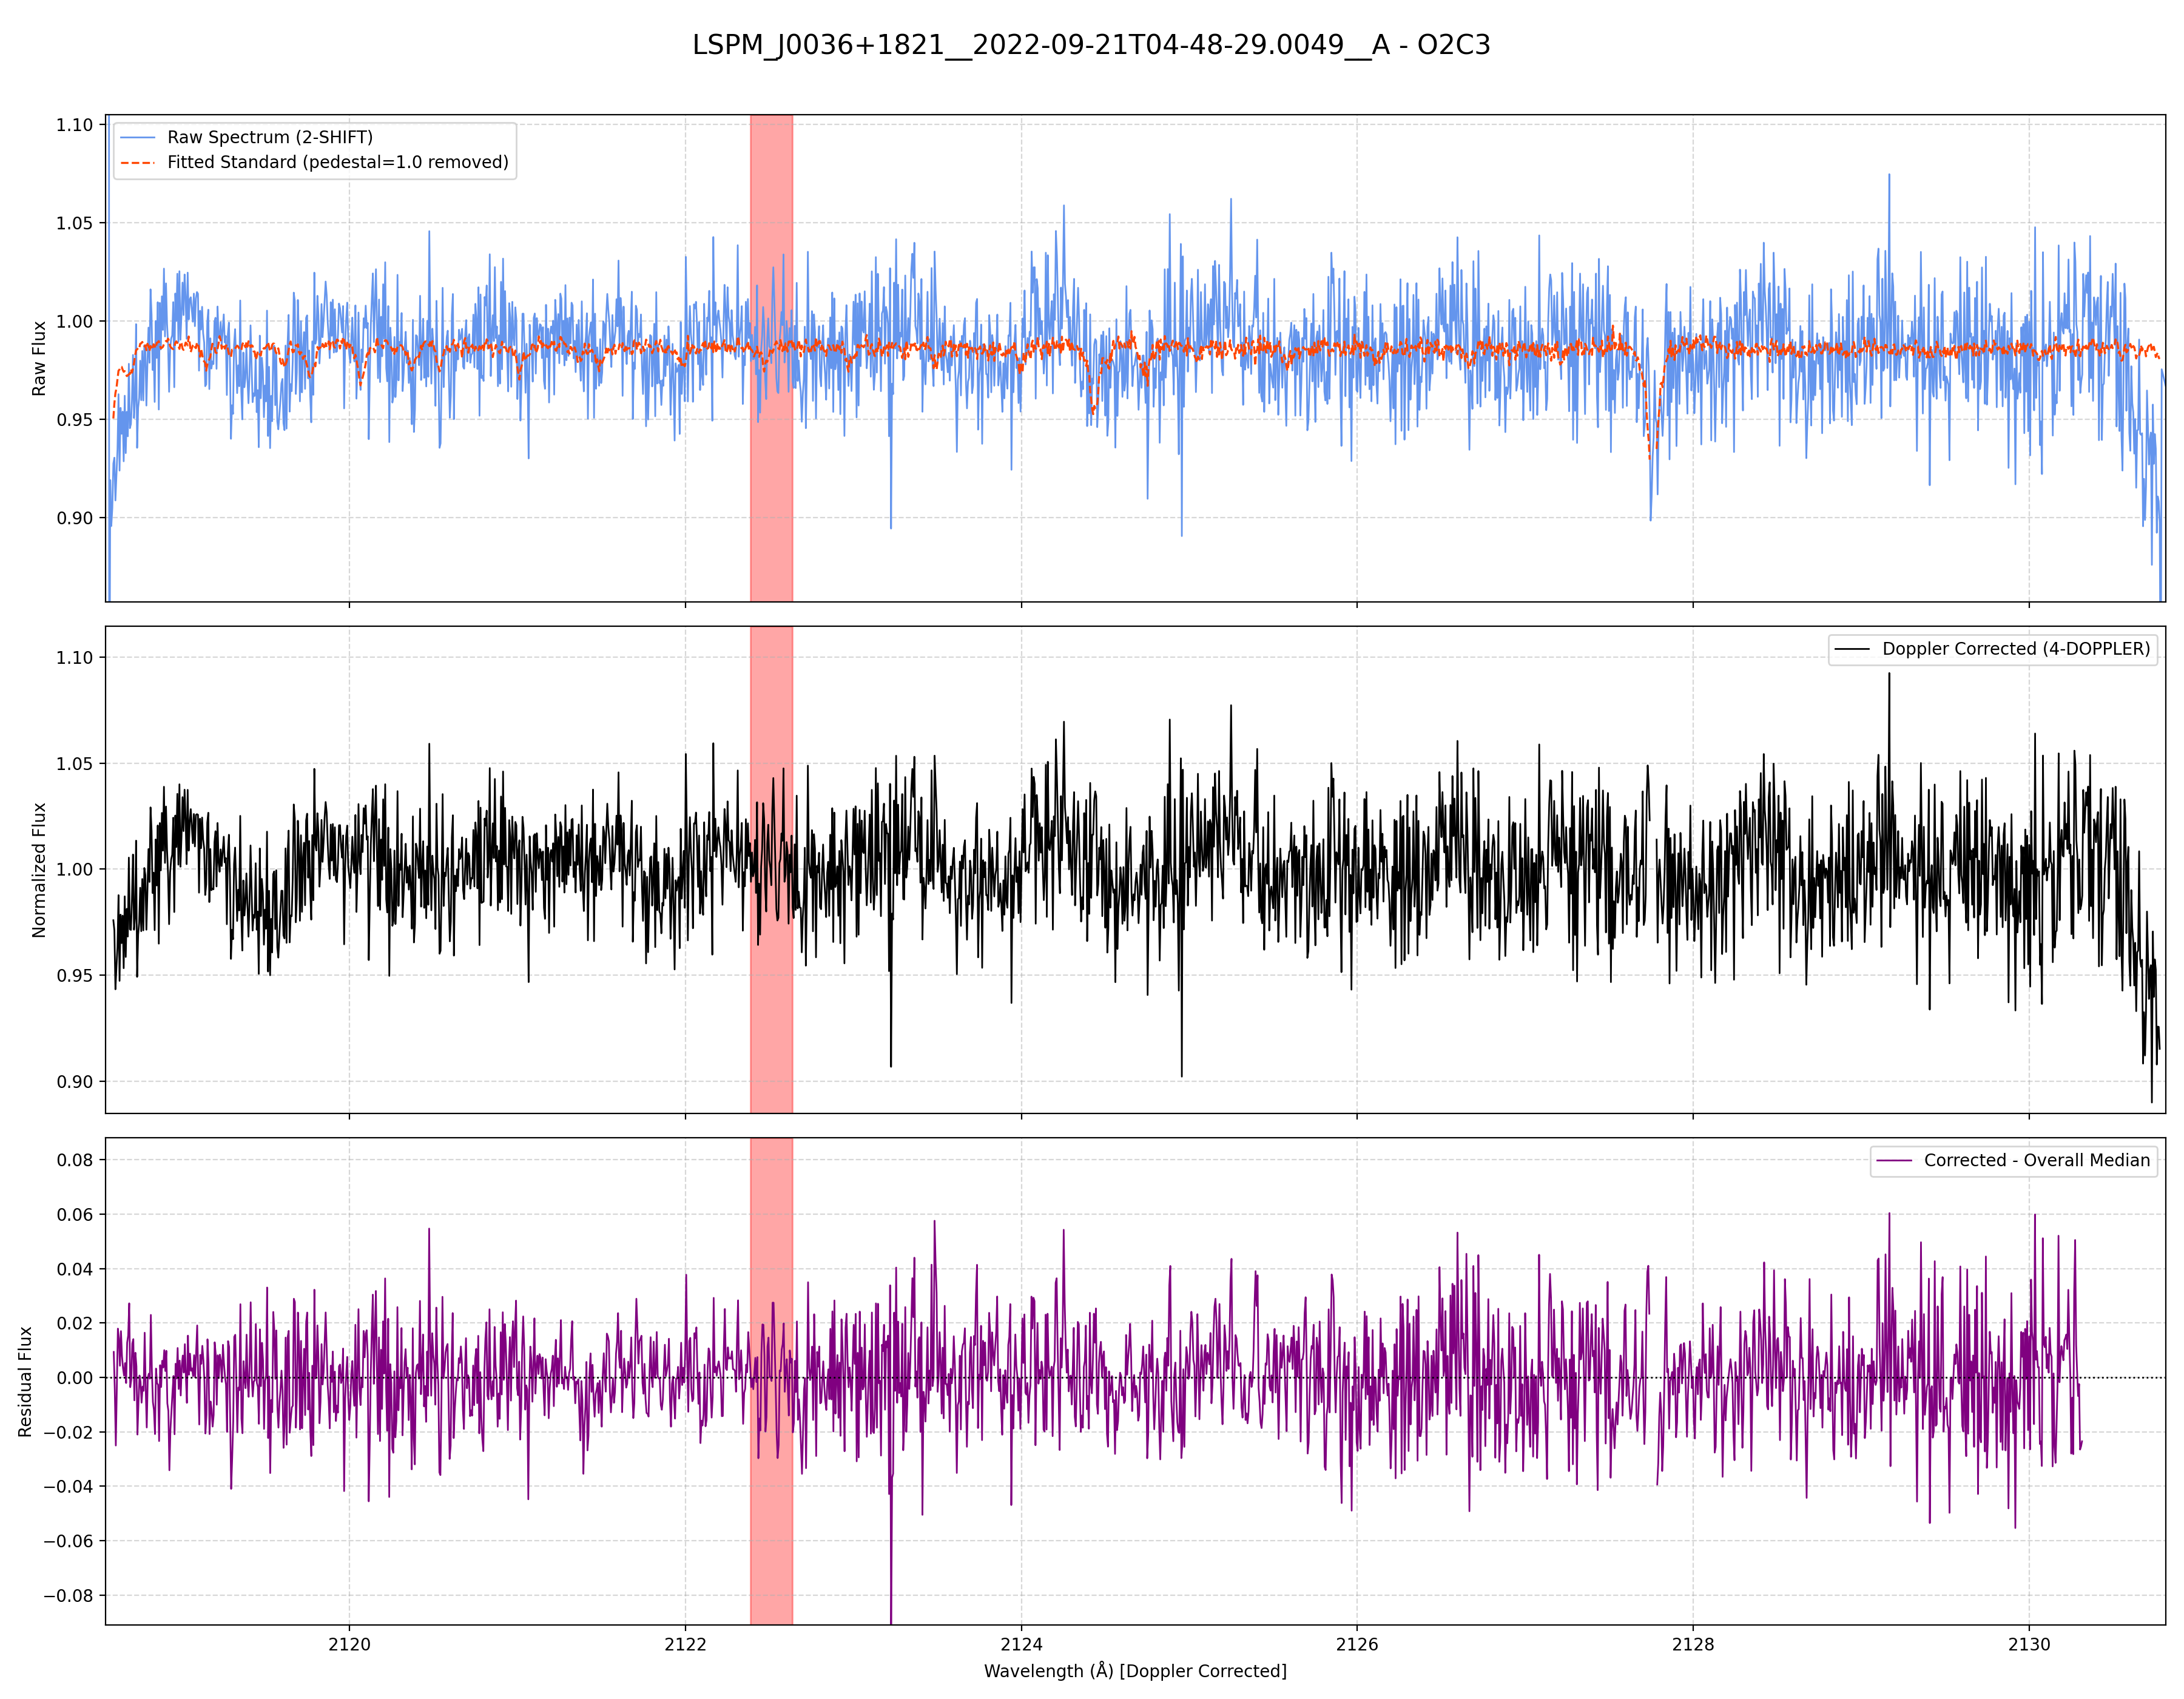 LSPM_J0036+1821__2022-09-21T04-48-29.0049__A - O2C3
Raw Spectrum (2-SHIFT)
Fitted Standard (pedestal=1.0 removed)
Raw Flux
1.10
1.05
1.00
0.95
0.90
Doppler Corrected (4-DOPPLER)
Normalized Flux
1.10
1.05
1.00
0.95
0.90
Corrected - Overall Median
Residual Flux
0.08
0.06
0.04
0.02
0.00
−0.02
−0.04
−0.06
−0.08
2120 2122 2124 2126 2128 2130
Wavelength (Å) [Doppler Corrected]